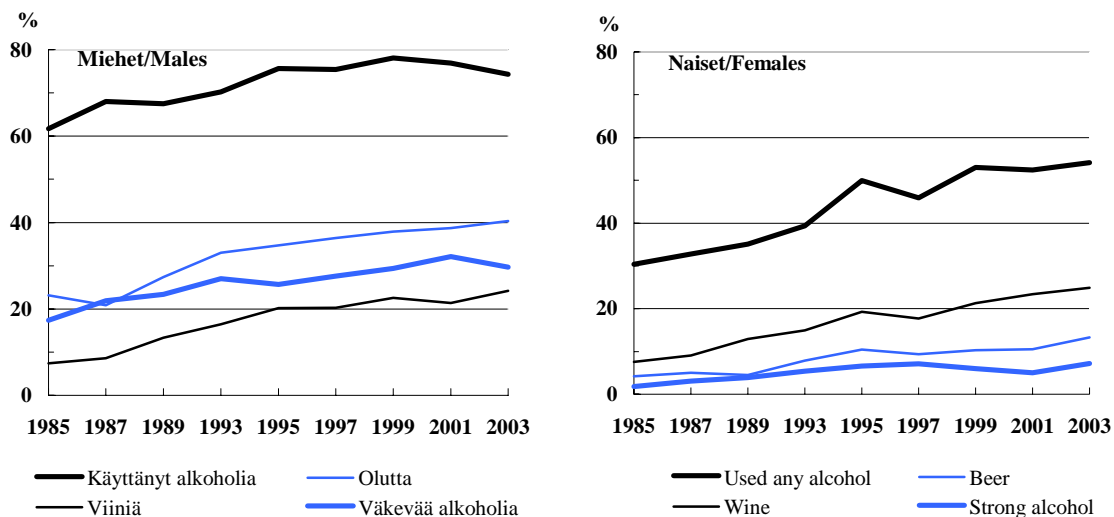 %
Miehet/Males
80
60
40
20
0
1985 1987 1989 1993 1995 1997 1999 2001 2003
Käyttänyt alkoholia Olutta
Viiniä Väkevää alkoholia
%
Naiset/Females
80
60
40
20
0
1985 1987 1989 1993 1995 1997 1999 2001 2003
Used any alcohol Beer
Wine Strong alcohol